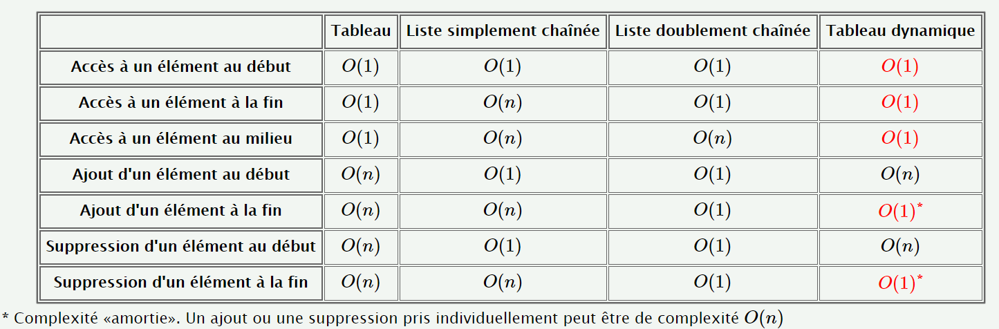 Tableau Liste simplement chaînée Liste doublement chaînée Tableau dynamique
Accès à un élément au début O(1) O(1) O(1) O(1)
Accès à un élément à la fin O(1) O(n) O(1) O(1)
Accès à un élément au milieu O(1) O(n) O(n) O(1)
Ajout d'un élément au début O(n) O(1) O(1) O(n)
Ajout d'un élément à la fin O(n) O(n) O(1) O(1)*
Suppression d'un élément au début O(n) O(1) O(1) O(n)
Suppression d'un élément à la fin O(n) O(n) O(1) O(1)*
* Complexité «amortie». Un ajout ou une suppression pris individuellement peut être de complexité O(n)